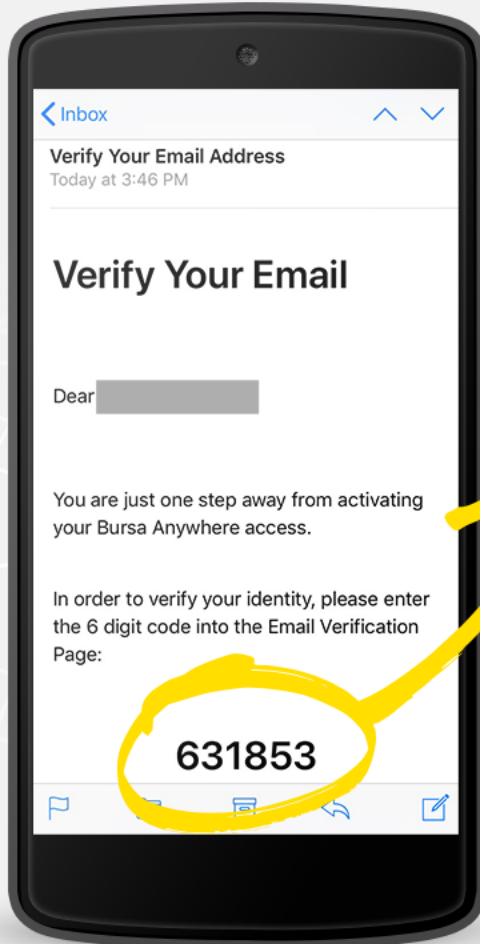 Inbox
Verify Your Email Address
Today at 3:46 PM
Verify Your Email
Dear
You are just one step away from activating
your Bursa Anywhere access.
In order to verify your identity, please enter
the 6 digit code into the Email Verification
Page:
631853